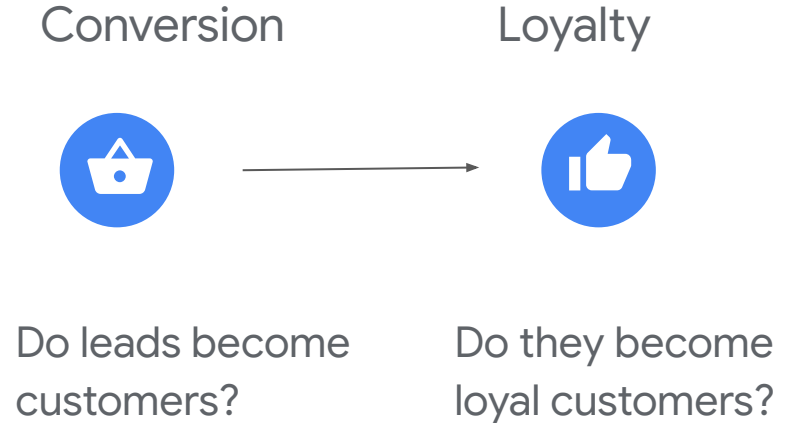 Conversion
Loyalty
Do leads become
customers?
Do they become
loyal customers?